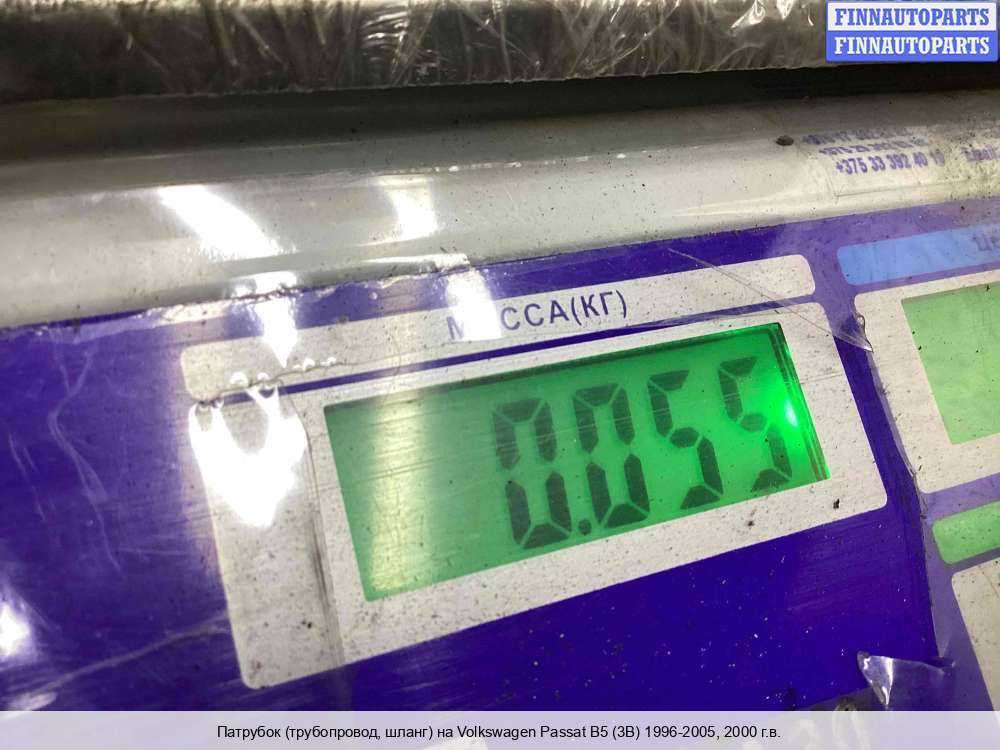 FINNAUTOPARTS
FINNAUTOPARTS
+375 33 392 40 1
МАССА(КГ)
0.055
Патрубок (трубопровод, шланг) на Volkswagen Passat B5 (3B) 1996-2005, 2000 г.в.